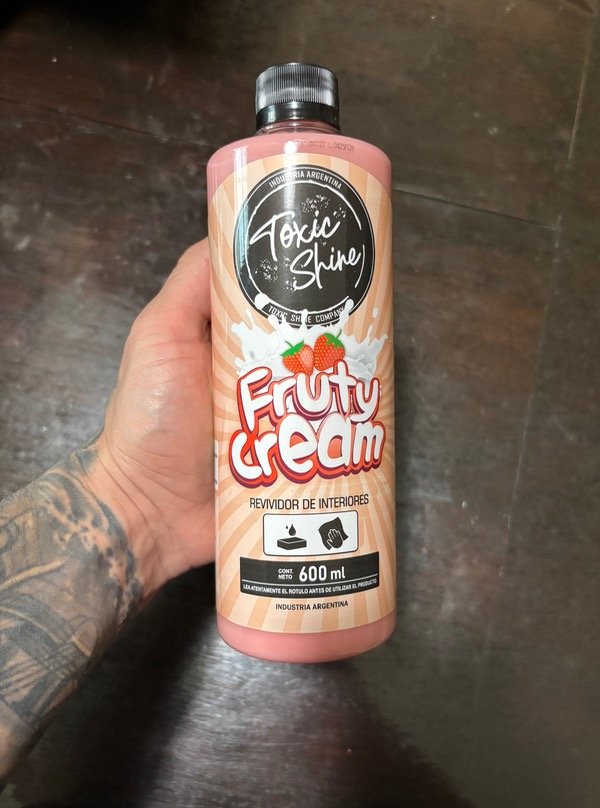 INDUSTRIA ARGENTINA
Toxic
Shine
TOXIC SHINE COMPANY
Fruty
cream
REVIVIDOR DE INTERIORES
CONT. NETO 600 ml
LEA ATENTAMENTE EL ROTULO ANTES DE UTILIZAR EL PRODUCTO
INDUSTRIA ARGENTINA